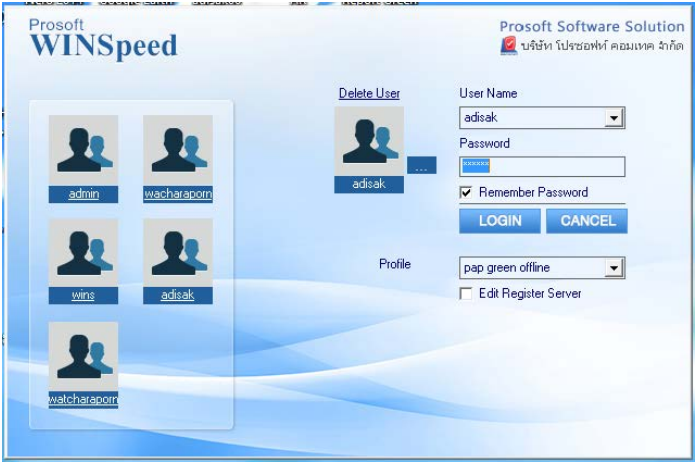 Prosoft
WINSpeed
Prosoft Software Solution
บริษัท โปรซอฟท์ คอมเทค จำกัด
Delete User
User Name
adisak
Password
xxxxxx
...
adisak
Remember Password
LOGIN CANCEL
Profile
pap green offline
Edit Register Server
admin
wacharaporn
wins
adisak
watcharaporn